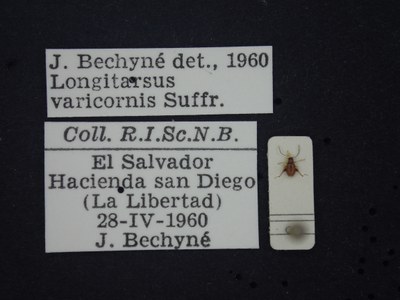 J. Bechyné det., 1960
Longitarsus
varicornis Suffr.
Coll. R.I.Sc.N.B.
El Salvador
Hacienda san Diego
(La Libertad)
28-IV-1960
J. Bechyné